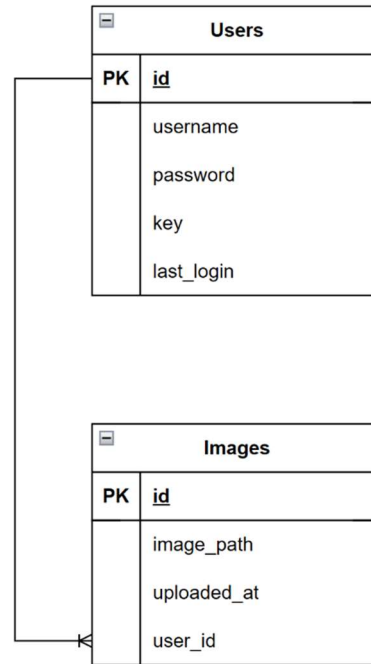 Users
PK id
username
password
key
last_login
Images
PK id
image_path
uploaded_at
user_id